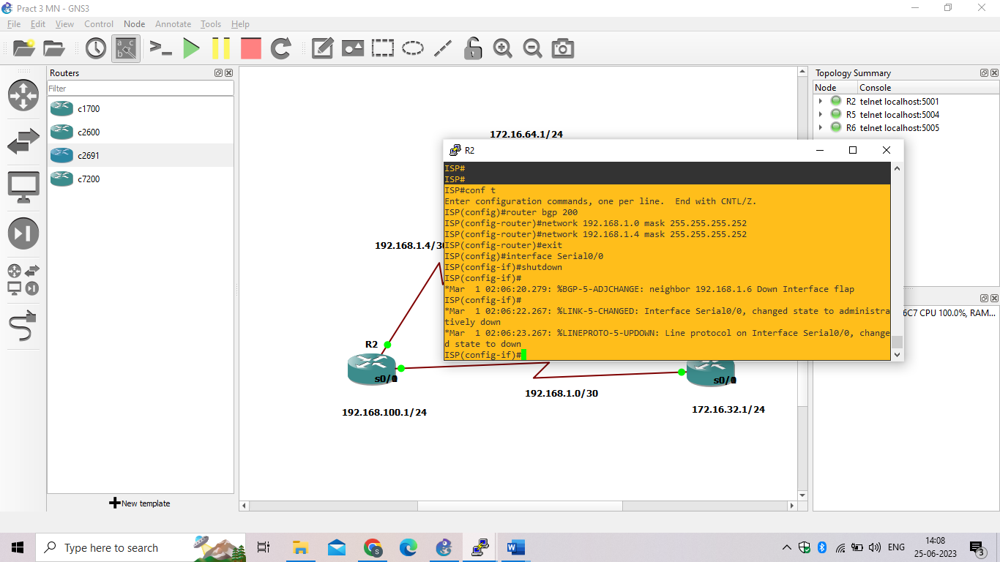 Pract 3 MN - GNS3
File Edit View Control Node Annotate Tools Help
Routers
Filter
c1700
c2600
c2691
c7200
New template
172.16.64.1/24
192.168.1.4/30
R2
s0/0
192.168.100.1/24
192.168.1.0/30
s0/0
172.16.32.1/24
R2
ISP#
ISP#
ISP#conf t
Enter configuration commands, one per line.  End with CNTL/Z.
ISP(config)#router bgp 200
ISP(config-router)#network 192.168.1.0 mask 255.255.255.252
ISP(config-router)#network 192.168.1.4 mask 255.255.255.252
ISP(config-router)#exit
ISP(config)#interface Serial0/0
ISP(config-if)#shutdown
ISP(config-if)#
*Mar  1 02:06:20.279: %BGP-5-ADJCHANGE: neighbor 192.168.1.6 Down Interface flap
ISP(config-if)#
*Mar  1 02:06:22.267: %LINK-5-CHANGED: Interface Serial0/0, changed state to administra
tively down
*Mar  1 02:06:23.267: %LINEPROTO-5-UPDOWN: Line protocol on Interface Serial0/0, change
d state to down
ISP(config-if)#
Topology Summary
Node Console
R2 telnet localhost:5001
R5 telnet localhost:5004
R6 telnet localhost:5005
6C7 CPU 100.0%, RAM...
Type here to search
ENG
14:08
25-06-2023
3